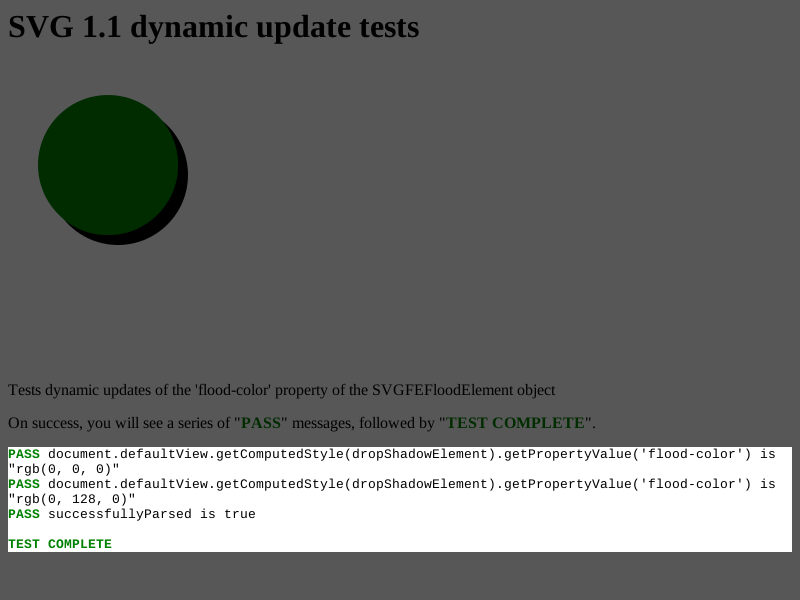 SVG 1.1 dynamic update tests
Tests dynamic updates of the 'flood-color' property of the SVGFEFloodElement object
On success, you will see a series of "PASS" messages, followed by "TEST COMPLETE".
PASS document.defaultView.getComputedStyle(dropShadowElement).getPropertyValue('flood-color') is
"rgb(0, 0, 0)"
PASS document.defaultView.getComputedStyle(dropShadowElement).getPropertyValue('flood-color') is
"rgb(0, 128, 0)"
PASS successfullyParsed is true
TEST COMPLETE